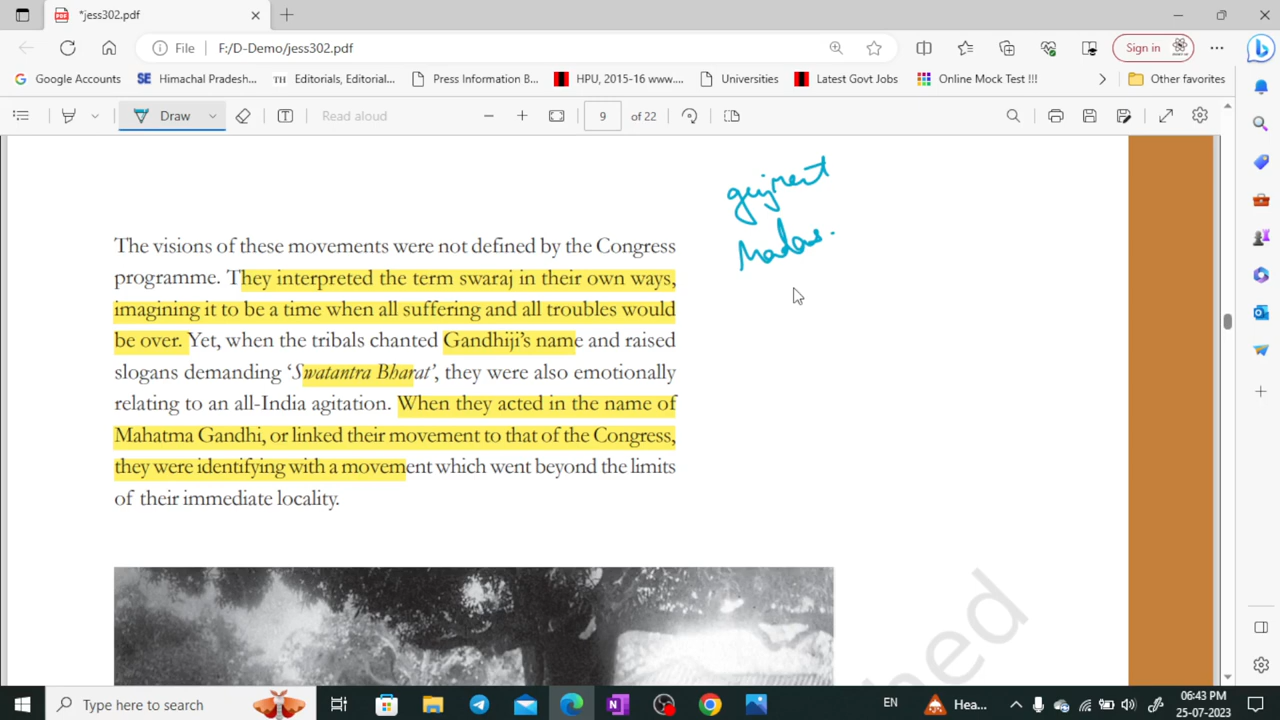 *jess302.pdf
File F:/D-Demo/jess302.pdf
Sign in
Google Accounts
SE Himachal Pradesh...
TH Editorials, Editorial...
Press Information B...
HPU, 2015-16 www....
Universities
Latest Govt Jobs
Online Mock Test !!!
Other favorites
Draw
Read aloud
9 of 22
gujrent
Madas.
The visions of these movements were not defined by the Congress
programme. They interpreted the term swaraj in their own ways,
imagining it to be a time when all suffering and all troubles would
be over. Yet, when the tribals chanted Gandhiji's name and raised
slogans demanding ‘Swatantra Bharat’, they were also emotionally
relating to an all-India agitation. When they acted in the name of
Mahatma Gandhi, or linked their movement to that of the Congress,
they were identifying with a movement which went beyond the limits
of their immediate locality.
hed
Type here to search
EN
Hea...
06:43 PM
25-07-2023